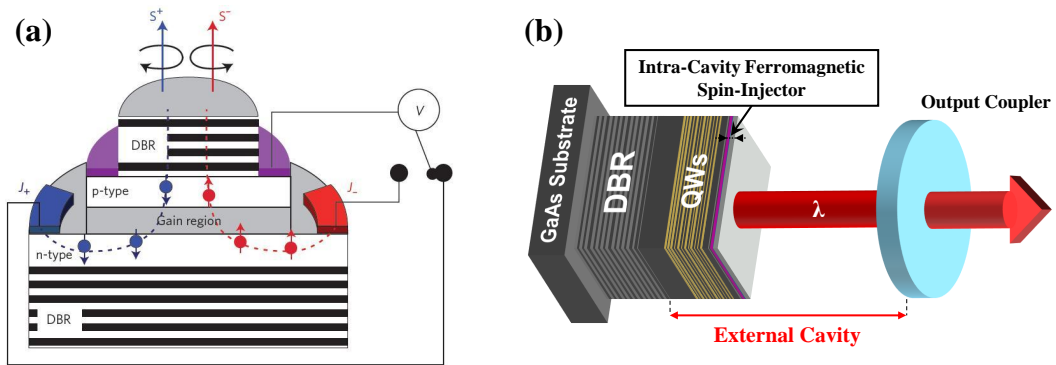 (a)
S+
S−
V
DBR
J+
J−
p-type
Gain region
n-type
DBR
(b)
Intra-Cavity Ferromagnetic
Spin-Injector
Output Coupler
GaAs Substrate
DBR
QWs
λ
External Cavity